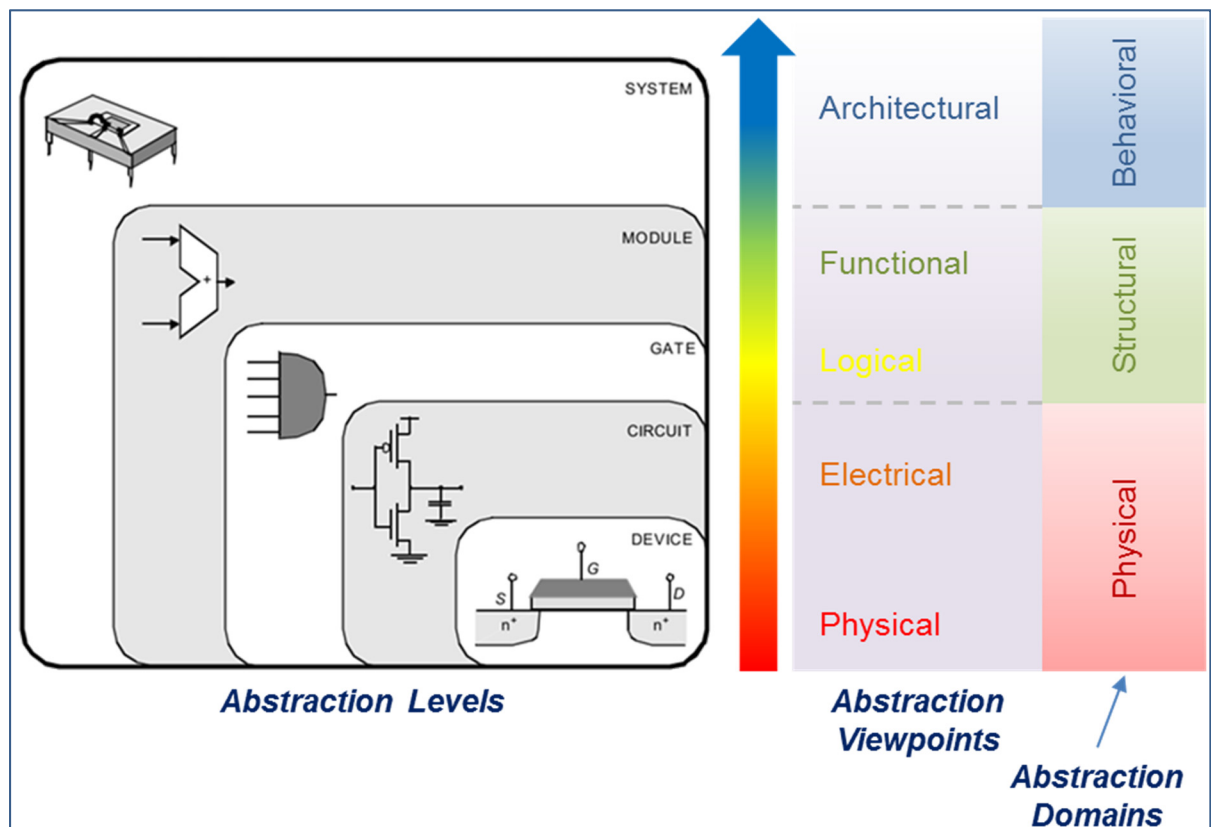 SYSTEM
MODULE
+
GATE
CIRCUIT
DEVICE
G
S
D
n+
n+
Abstraction Levels
Architectural
Functional
Logical
Electrical
Physical
Abstraction
Viewpoints
Behavioral
Structural
Physical
Abstraction
Domains